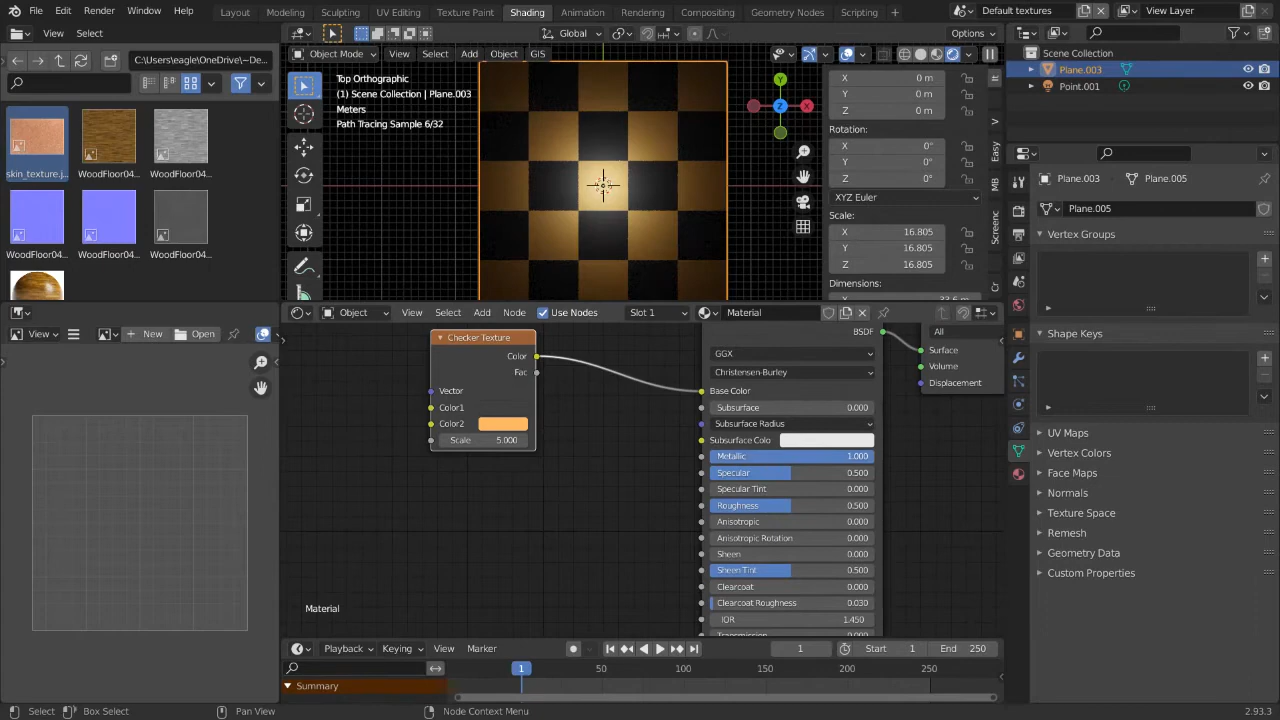 File Edit Render Window Help Layout Modeling Sculpting UV Editing Texture Paint Shading Animation Rendering Compositing Geometry Nodes Scripting + Default textures View Layer
View Select Global Options
C:\Users\eagle\OneDrive\~De... Object Mode View Select Add Object GIS
Top Orthographic
(1) Scene Collection | Plane.003
Meters
Path Tracing Sample 6/32
skin_texture.j... WoodFloor04... WoodFloor04...
WoodFloor04... WoodFloor04... WoodFloor04...
Y
Z
X
X 0 m
Y 0 m
Z 0 m
Rotation:
X 0°
Y 0°
Z 0°
XYZ Euler
Scale:
X 16.805
Y 16.805
Z 16.805
Dimensions:
33.6 m
It
V
Easy
MB
Screenc
Scene Collection
Plane.003
Point.001
Plane.003 Plane.005
Plane.005
Vertex Groups
Shape Keys
UV Maps
Vertex Colors
Face Maps
Normals
Texture Space
Remesh
Geometry Data
Custom Properties
View New Open
Object View Select Add Node Use Nodes Slot 1 Material
Checker Texture
Color
Fac
Vector
Color1
Color2
Scale 5.000
BSDF
GGX
Christensen-Burley
Base Color
Subsurface 0.000
Subsurface Radius
Subsurface Colo
Metallic 1.000
Specular 0.500
Specular Tint 0.000
Roughness 0.500
Anisotropic 0.000
Anisotropic Rotation 0.000
Sheen 0.000
Sheen Tint 0.500
Clearcoat 0.000
Clearcoat Roughness 0.030
IOR 1.450
Transmission 0.000
All
Surface
Volume
Displacement
Material
Playback Keying View Marker 1 Start 1 End 250
1 50 100 150 200 250
Summary
Select Box Select Pan View Node Context Menu 2.93.3